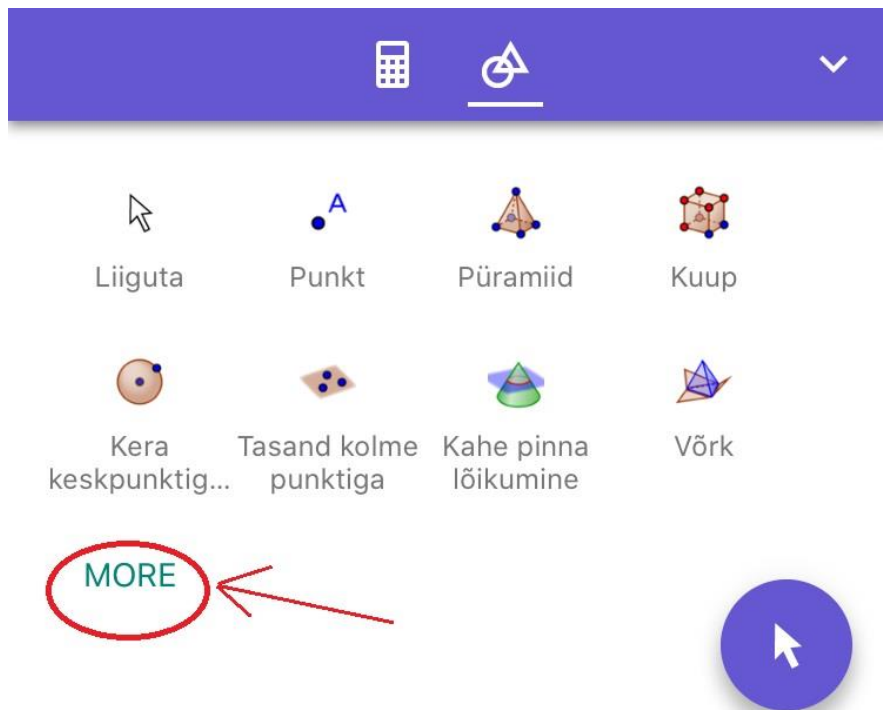 A
Liiguta Punkt Püramiid Kuup
Kera Tasand kolme Kahe pinna Võrk
keskpunktig... punktiga lõikumine
MORE